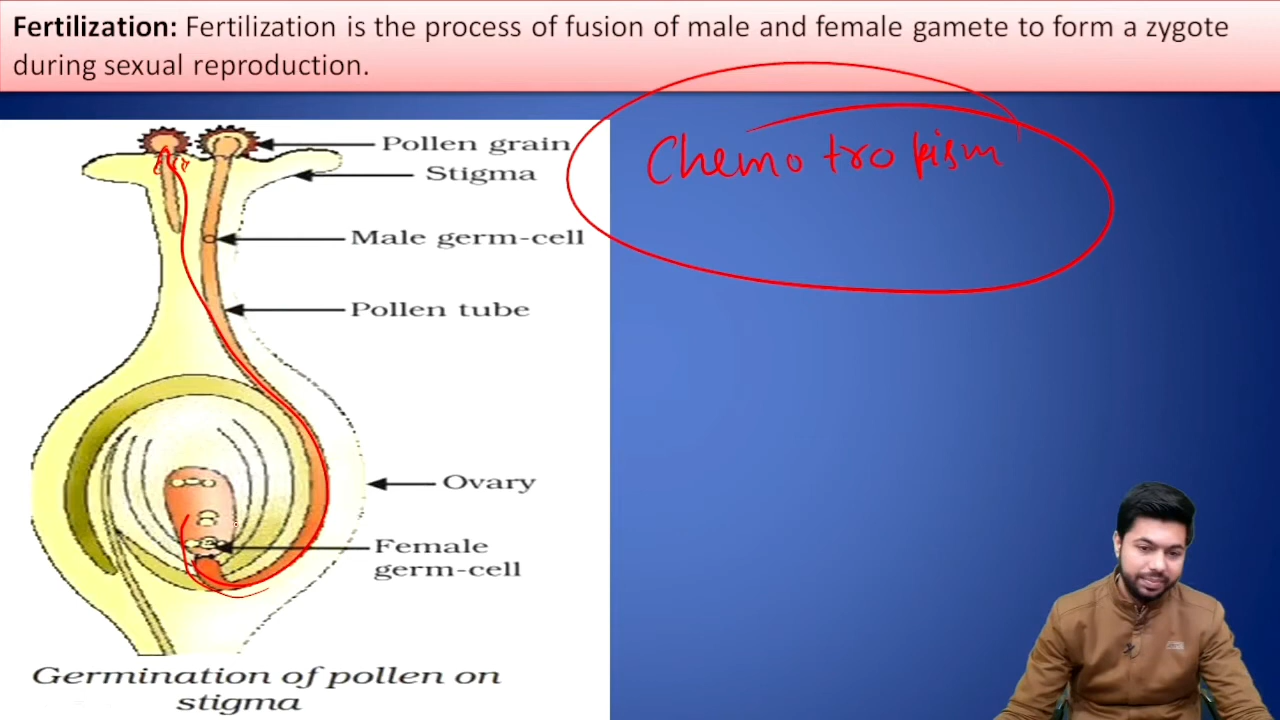 Fertilization: Fertilization is the process of fusion of male and female gamete to form a zygote
during sexual reproduction.
Chemotropism
Pollen grain
Stigma
Male germ-cell
Pollen tube
Ovary
Female
germ-cell
Germination of pollen on
stigma